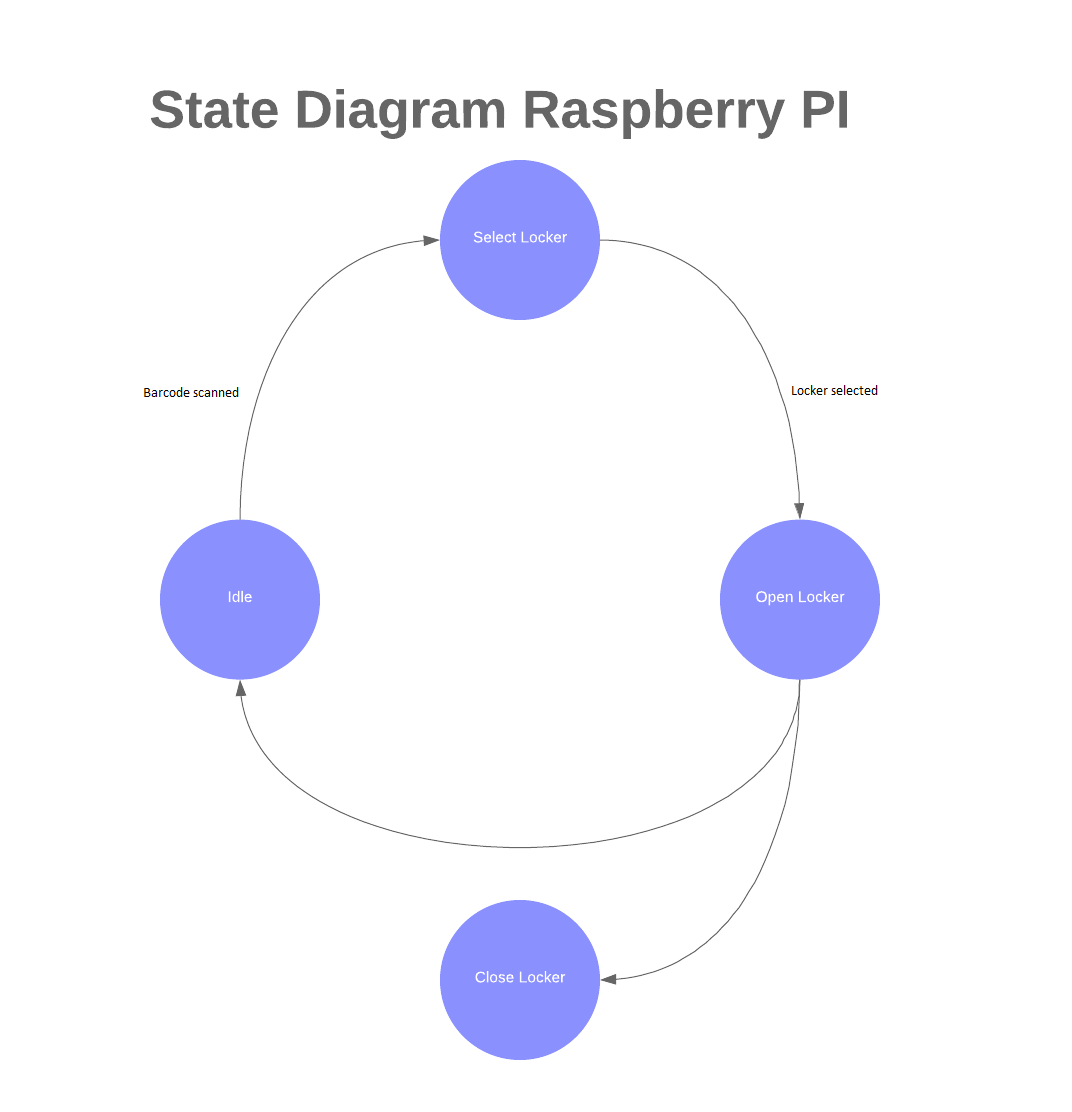 State Diagram Raspberry PI
Select Locker
Barcode scanned
Locker selected
Idle
Open Locker
Close Locker